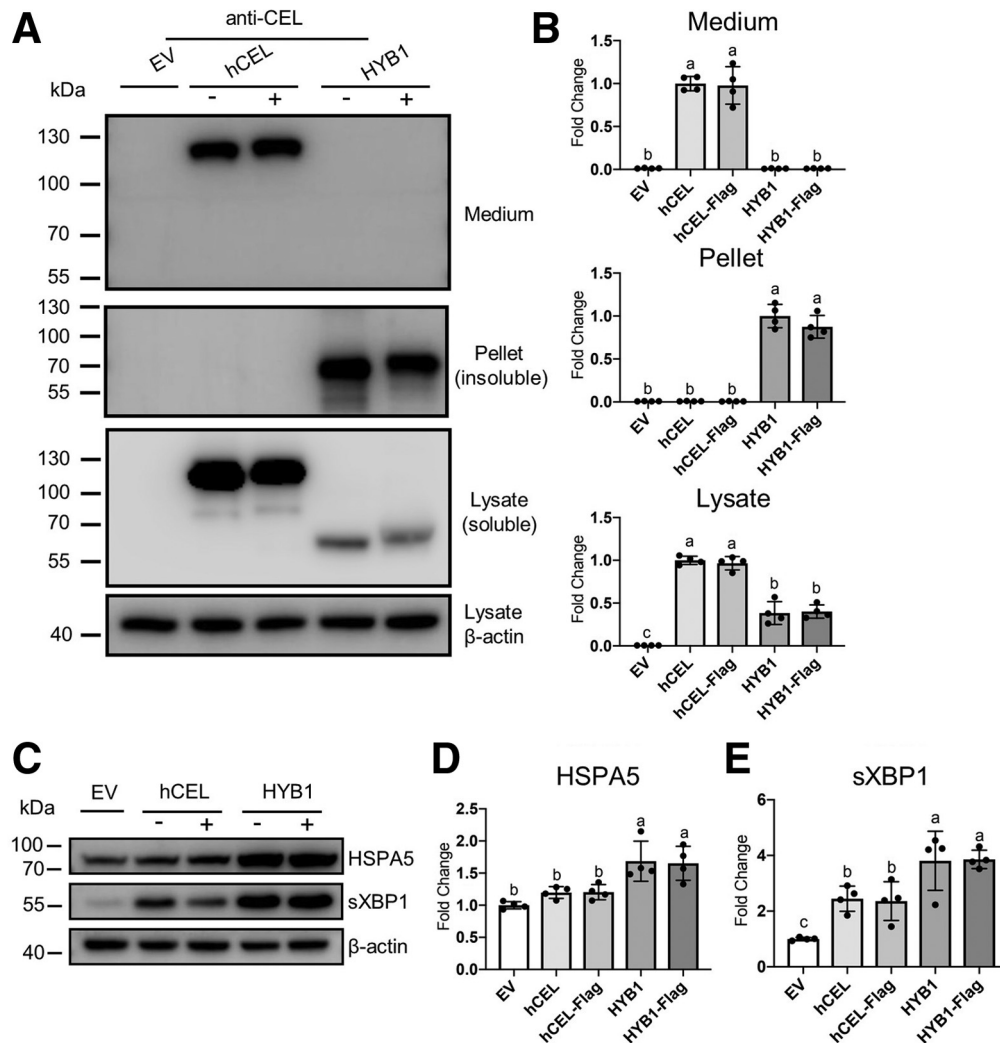 A
anti-CEL
EV
hCEL
HYB1
kDa
- + - +
130
100
70
55
Medium
130
100
70
55
Pellet
(insoluble)
130
100
70
55
Lysate
(soluble)
40
Lysate
β-actin
B
Medium
Fold Change
1.5
1.0
0.5
0.0
b a a b b
EV hCEL hCEL-Flag HYB1 HYB1-Flag
Pellet
Fold Change
1.5
1.0
0.5
0.0
b b b a a
EV hCEL hCEL-Flag HYB1 HYB1-Flag
Lysate
Fold Change
1.5
1.0
0.5
0.0
c a a b b
EV hCEL hCEL-Flag HYB1 HYB1-Flag
C
kDa
EV hCEL HYB1
- + - +
100
70
HSPA5
55
sXBP1
40
β-actin
D
HSPA5
Fold Change
2.5
2.0
1.5
1.0
0.5
0.0
b b b a a
EV hCEL hCEL-Flag HYB1 HYB1-Flag
E
sXBP1
Fold Change
6
4
2
0
c b b a a
EV hCEL hCEL-Flag HYB1 HYB1-Flag